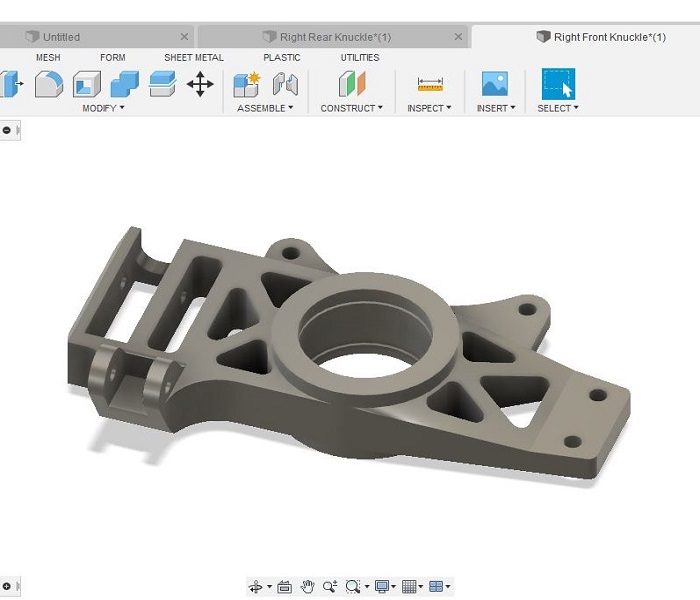 Untitled Right Rear Knuckle*(1) Right Front Knuckle*(1)
MESH FORM SHEET METAL PLASTIC UTILITIES
MODIFY ASSEMBLE CONSTRUCT INSPECT INSERT SELECT